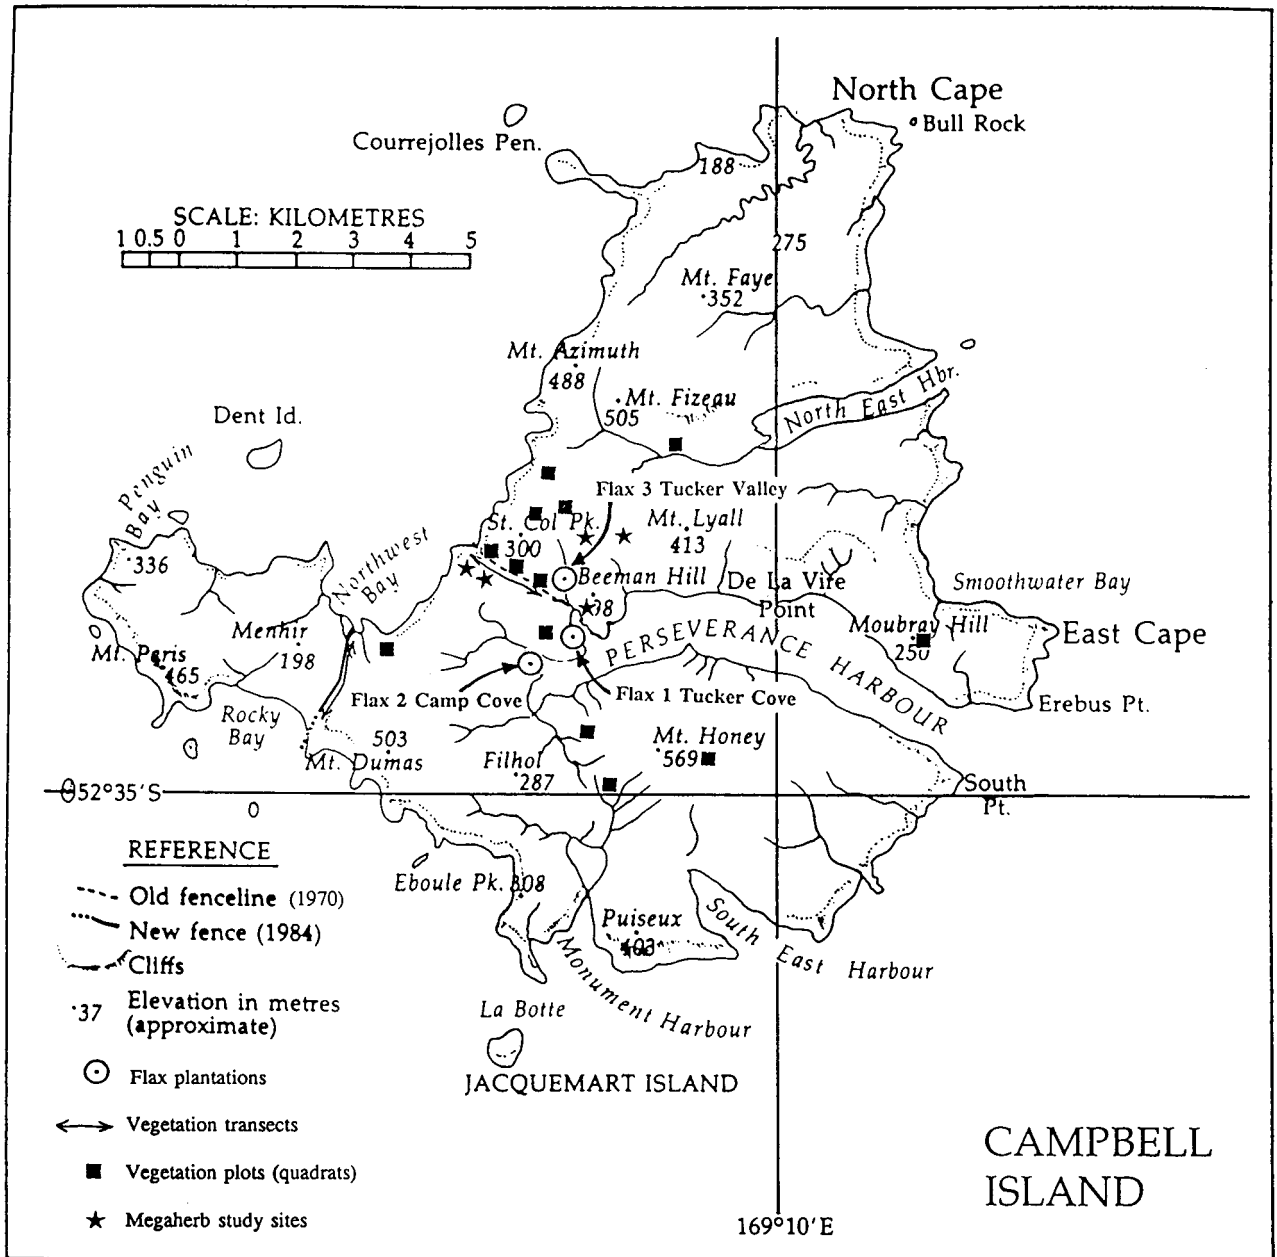 North Cape
Bull Rock
Courrejolles Pen.
188
SCALE: KILOMETRES
1 0.5 0 1 2 3 4 5
275
Mt. Faye
352
Mt. Azimuth
488
Mt. Fizeau
505
North East Hbr.
Dent Id.
Penguin
Bay
Flax 3 Tucker Valley
St. Col Pk.
300
Mt. Lyall
413
336
Northwest
Bay
Beeman Hill
De La Vire
Point
Smoothwater Bay
Menhir
198
Moubray Hill
250
East Cape
Mt. Paris
465
PERSEVERANCE HARBOUR
Flax 2 Camp Cove
Flax 1 Tucker Cove
Erebus Pt.
Rocky
Bay
503
Mt. Dumas
Filhol
287
Mt. Honey
569
South
Pt.
52°35'S
REFERENCE
Old fenceline (1970)
New fence (1984)
Cliffs
37 Elevation in metres
(approximate)
Flax plantations
Vegetation transects
Vegetation plots (quadrats)
Megaherb study sites
Eboule Pk.
Puiseux
403
South East Harbour
Monument Harbour
La Botte
JACQUEMART ISLAND
169°10'E
CAMPBELL
ISLAND